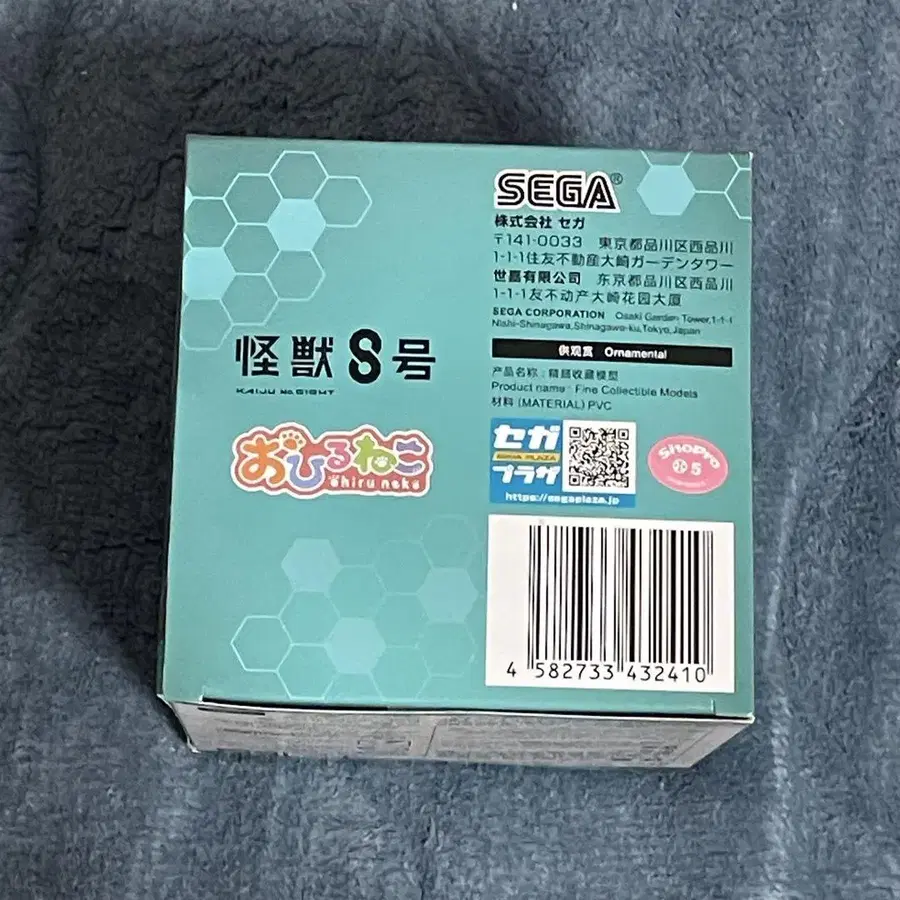 SEGA®
株式会社 セガ
〒141-0033 東京都品川区西品川
1-1-1住友不動産大崎ガーデンタワー
世嘉有限公司 东京都品川区西品川
1-1-1友不动产大崎花园大厦
SEGA CORPORATION Osaki Garden Tower,1-1-1
Nishi-Shinagawa,Shinagawa-ku,Tokyo,Japan
供观赏 Ornamental
产品名称：精越收藏模型
Product name : Fine Collectible Models
材料 (MATERIAL) PVC
怪獣8号
KAIJU No.EIGHT
おひるねこ
Ohiru neko
セガ
SEGA PLAZA
プラザ
https://segaplaza.jp
ShoPro
5
4 582733 432410